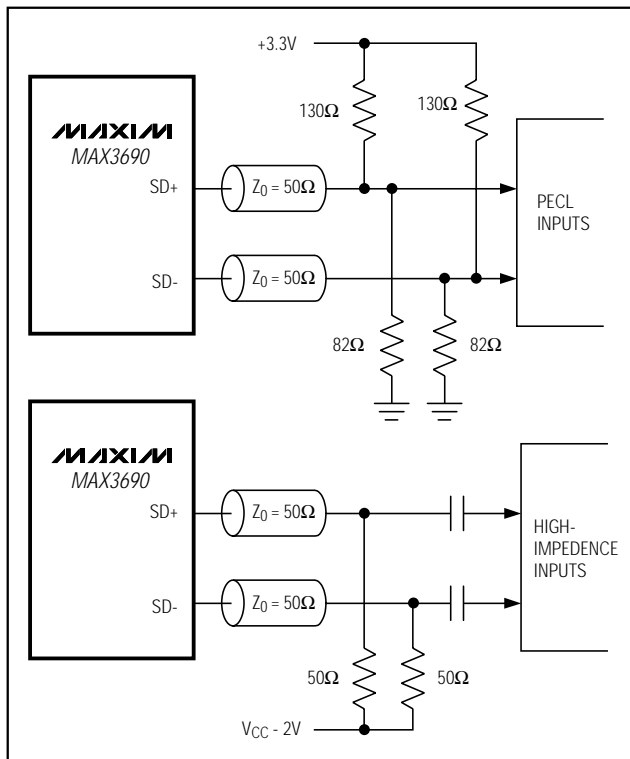 +3.3V
130Ω 130Ω
MAXIM
MAX3690
SD+
Z0 = 50Ω
PECL
INPUTS
SD-
Z0 = 50Ω
82Ω 82Ω
MAXIM
MAX3690
SD+
Z0 = 50Ω
HIGH-
IMPEDENCE
INPUTS
SD-
Z0 = 50Ω
50Ω 50Ω
VCC - 2V